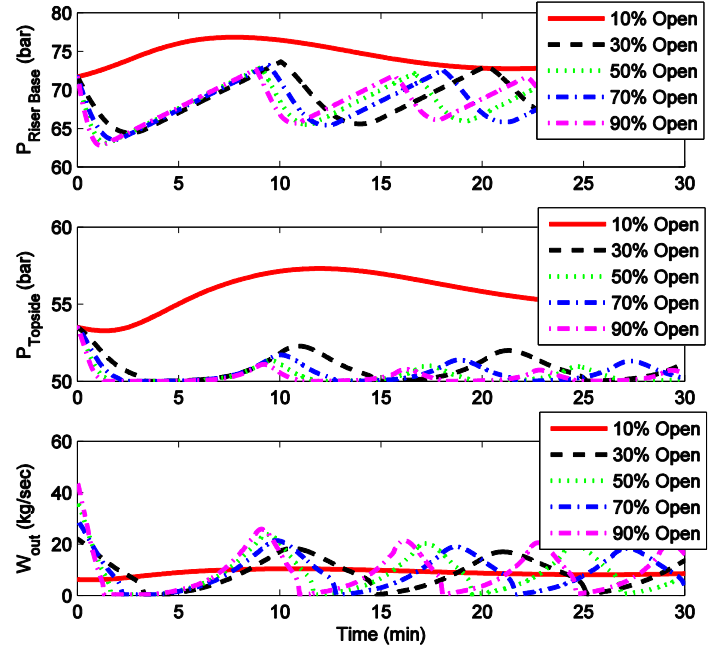 80
75
70
65
60
P Riser Base (bar)
0 5 10 15 20 25 30
10% Open
30% Open
50% Open
70% Open
90% Open
60
55
50
P Topside (bar)
0 5 10 15 20 25 30
10% Open
30% Open
50% Open
70% Open
90% Open
60
40
20
0
W out (kg/sec)
0 5 10 15 20 25 30
10% Open
30% Open
50% Open
70% Open
90% Open
Time (min)